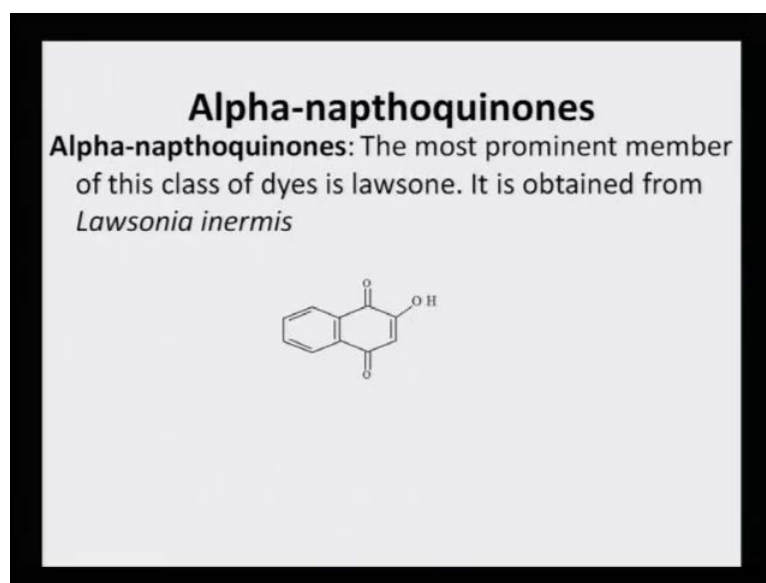 Alpha-napthoquinones
Alpha-napthoquinones: The most prominent member
of this class of dyes is lawsone. It is obtained from
Lawsonia inermis
O
O H
O